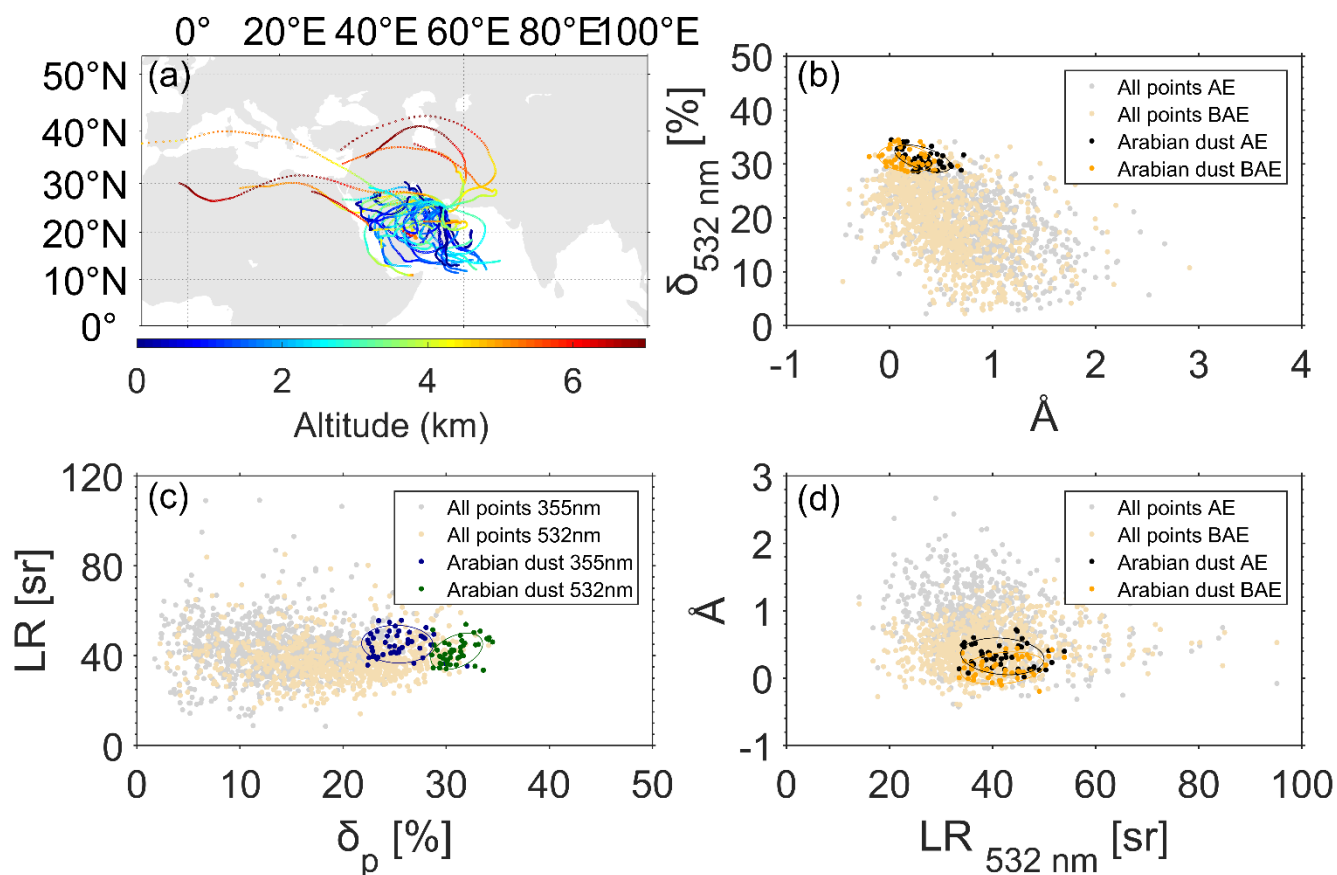 0° 20°E 40°E 60°E 80°E 100°E
(a)
50°N
40°N
30°N
20°N
10°N
0°
0 2 4 6
Altitude (km)
(b)
50
40
30
20
10
0
δ532 nm [%]
All points AE
All points BAE
Arabian dust AE
Arabian dust BAE
-1 0 1 2 3 4
Å
(c)
120
80
40
0
LR [sr]
All points 355nm
All points 532nm
Arabian dust 355nm
Arabian dust 532nm
0 10 20 30 40 50
δp [%]
(d)
3
2
1
0
-1
Å
All points AE
All points BAE
Arabian dust AE
Arabian dust BAE
0 20 40 60 80 100
LR 532 nm [sr]